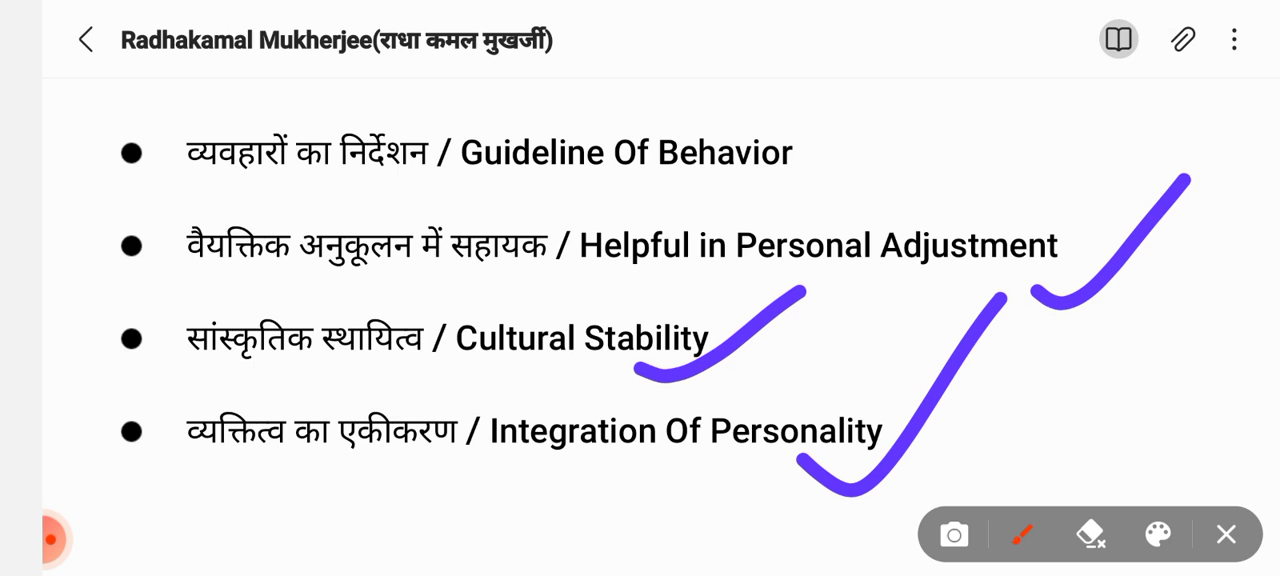 Radhakamal Mukherjee(राधा कमल मुखर्जी)
व्यवहारों का निर्देशन / Guideline Of Behavior
वैयक्तिक अनुकूलन में सहायक / Helpful in Personal Adjustment
सांस्कृतिक स्थायित्व / Cultural Stability
व्यक्तित्व का एकीकरण / Integration Of Personality